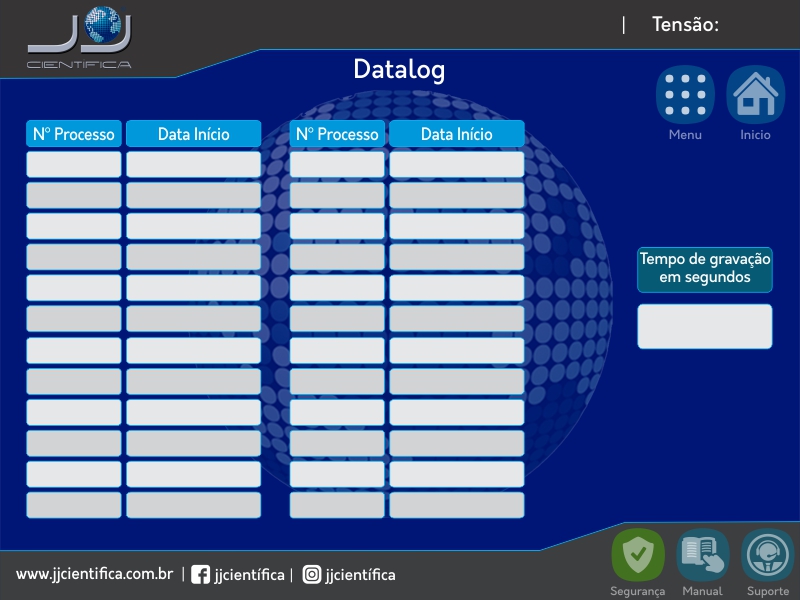 JJ
CIENTÍFICA
| Tensão:
Datalog
Menu
Inicio
Nº Processo
Data Início
Nº Processo
Data Início
Tempo de gravação
em segundos
www.jjcientifica.com.br | jjcientífica | jjcientífica
Segurança
Manual
Suporte